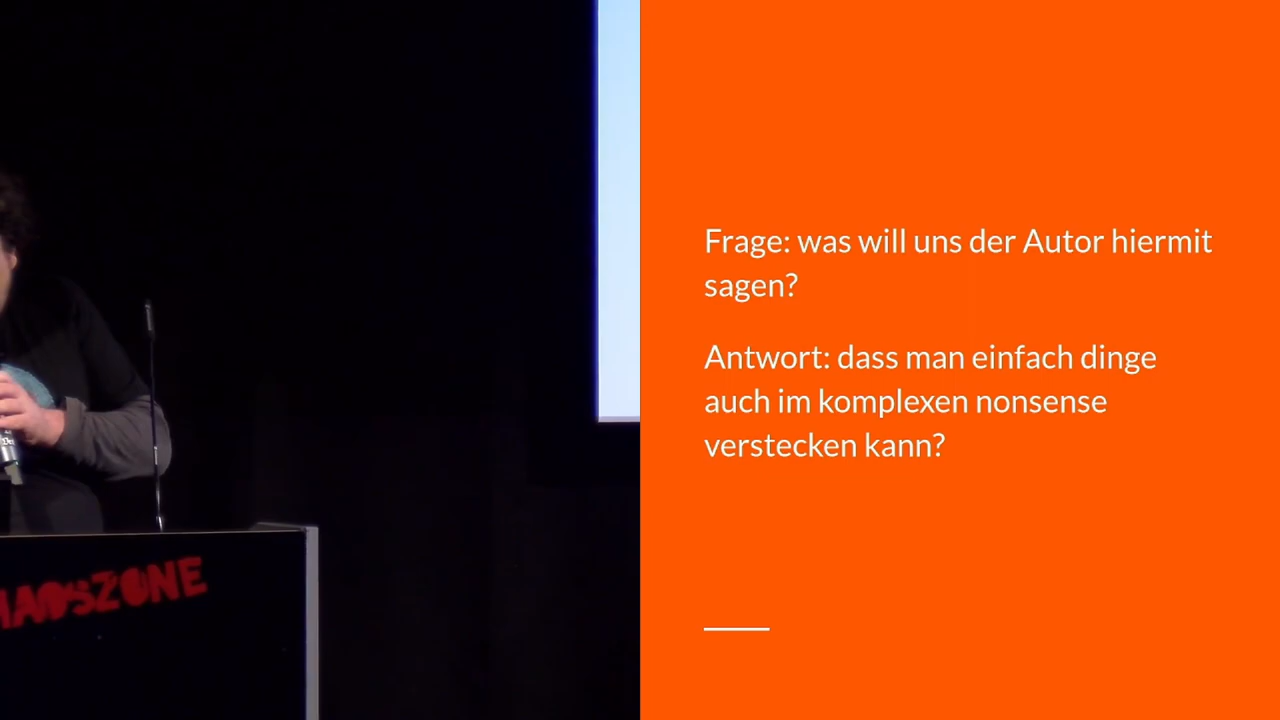 Frage: was will uns der Autor hiermit
sagen?
Antwort: dass man einfach dinge
auch im komplexen nonsense
verstecken kann?